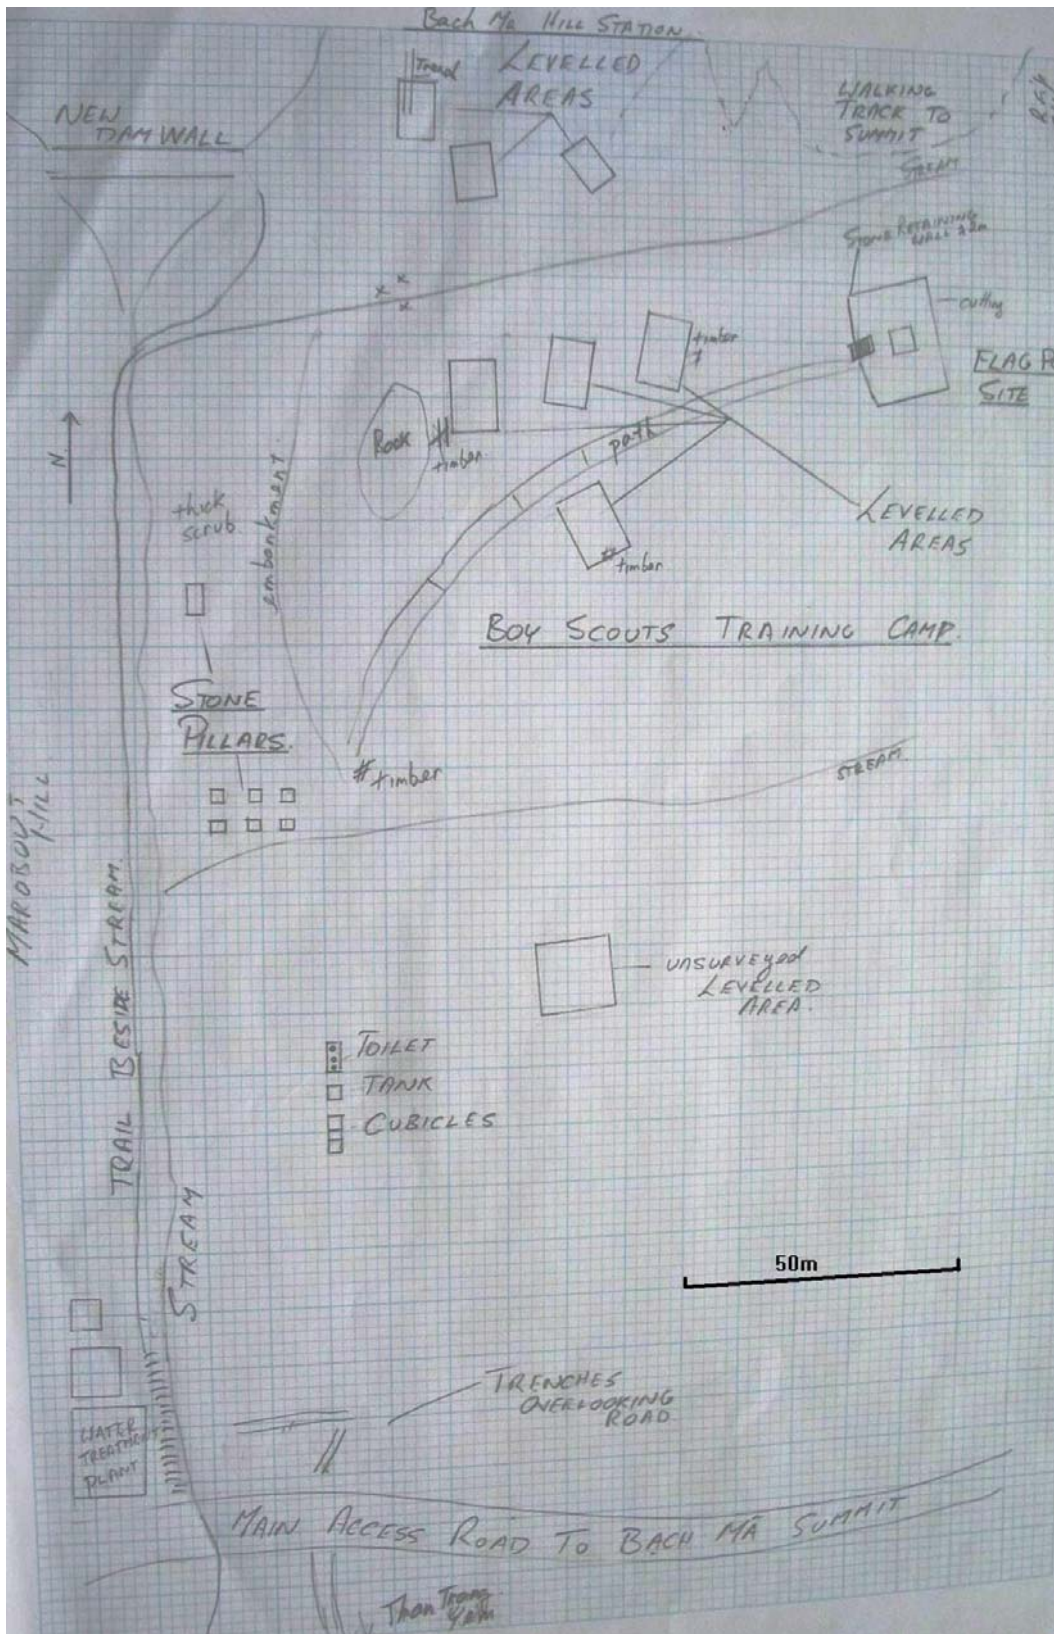 Bach Ma HILL STATION.
Trend
LEVELLED
AREAS
NEW
DAM WALL
WALKING
TRACK TO
SUMMIT
STREAM
STONE RETAINING
WALL
cutting
FLAG
SITE
timber
Rock
timber
path
N
thick
scrub
embankment
LEVELLED
AREAS
timber
BOY SCOUTS TRAINING CAMP.
STONE
PILLARS.
timber
STREAM
MAROBOUT
HILL
TRAIL BESIDE STREAM.
UNSURVEYed
LEVELLED
AREA.
TOILET
TANK
CUBICLES
STREAM
50m
TRENCHES
OVERLOOKING
ROAD
WATER
TREATMENT
PLANT
MAIN ACCESS ROAD TO BACH MA SUMMIT